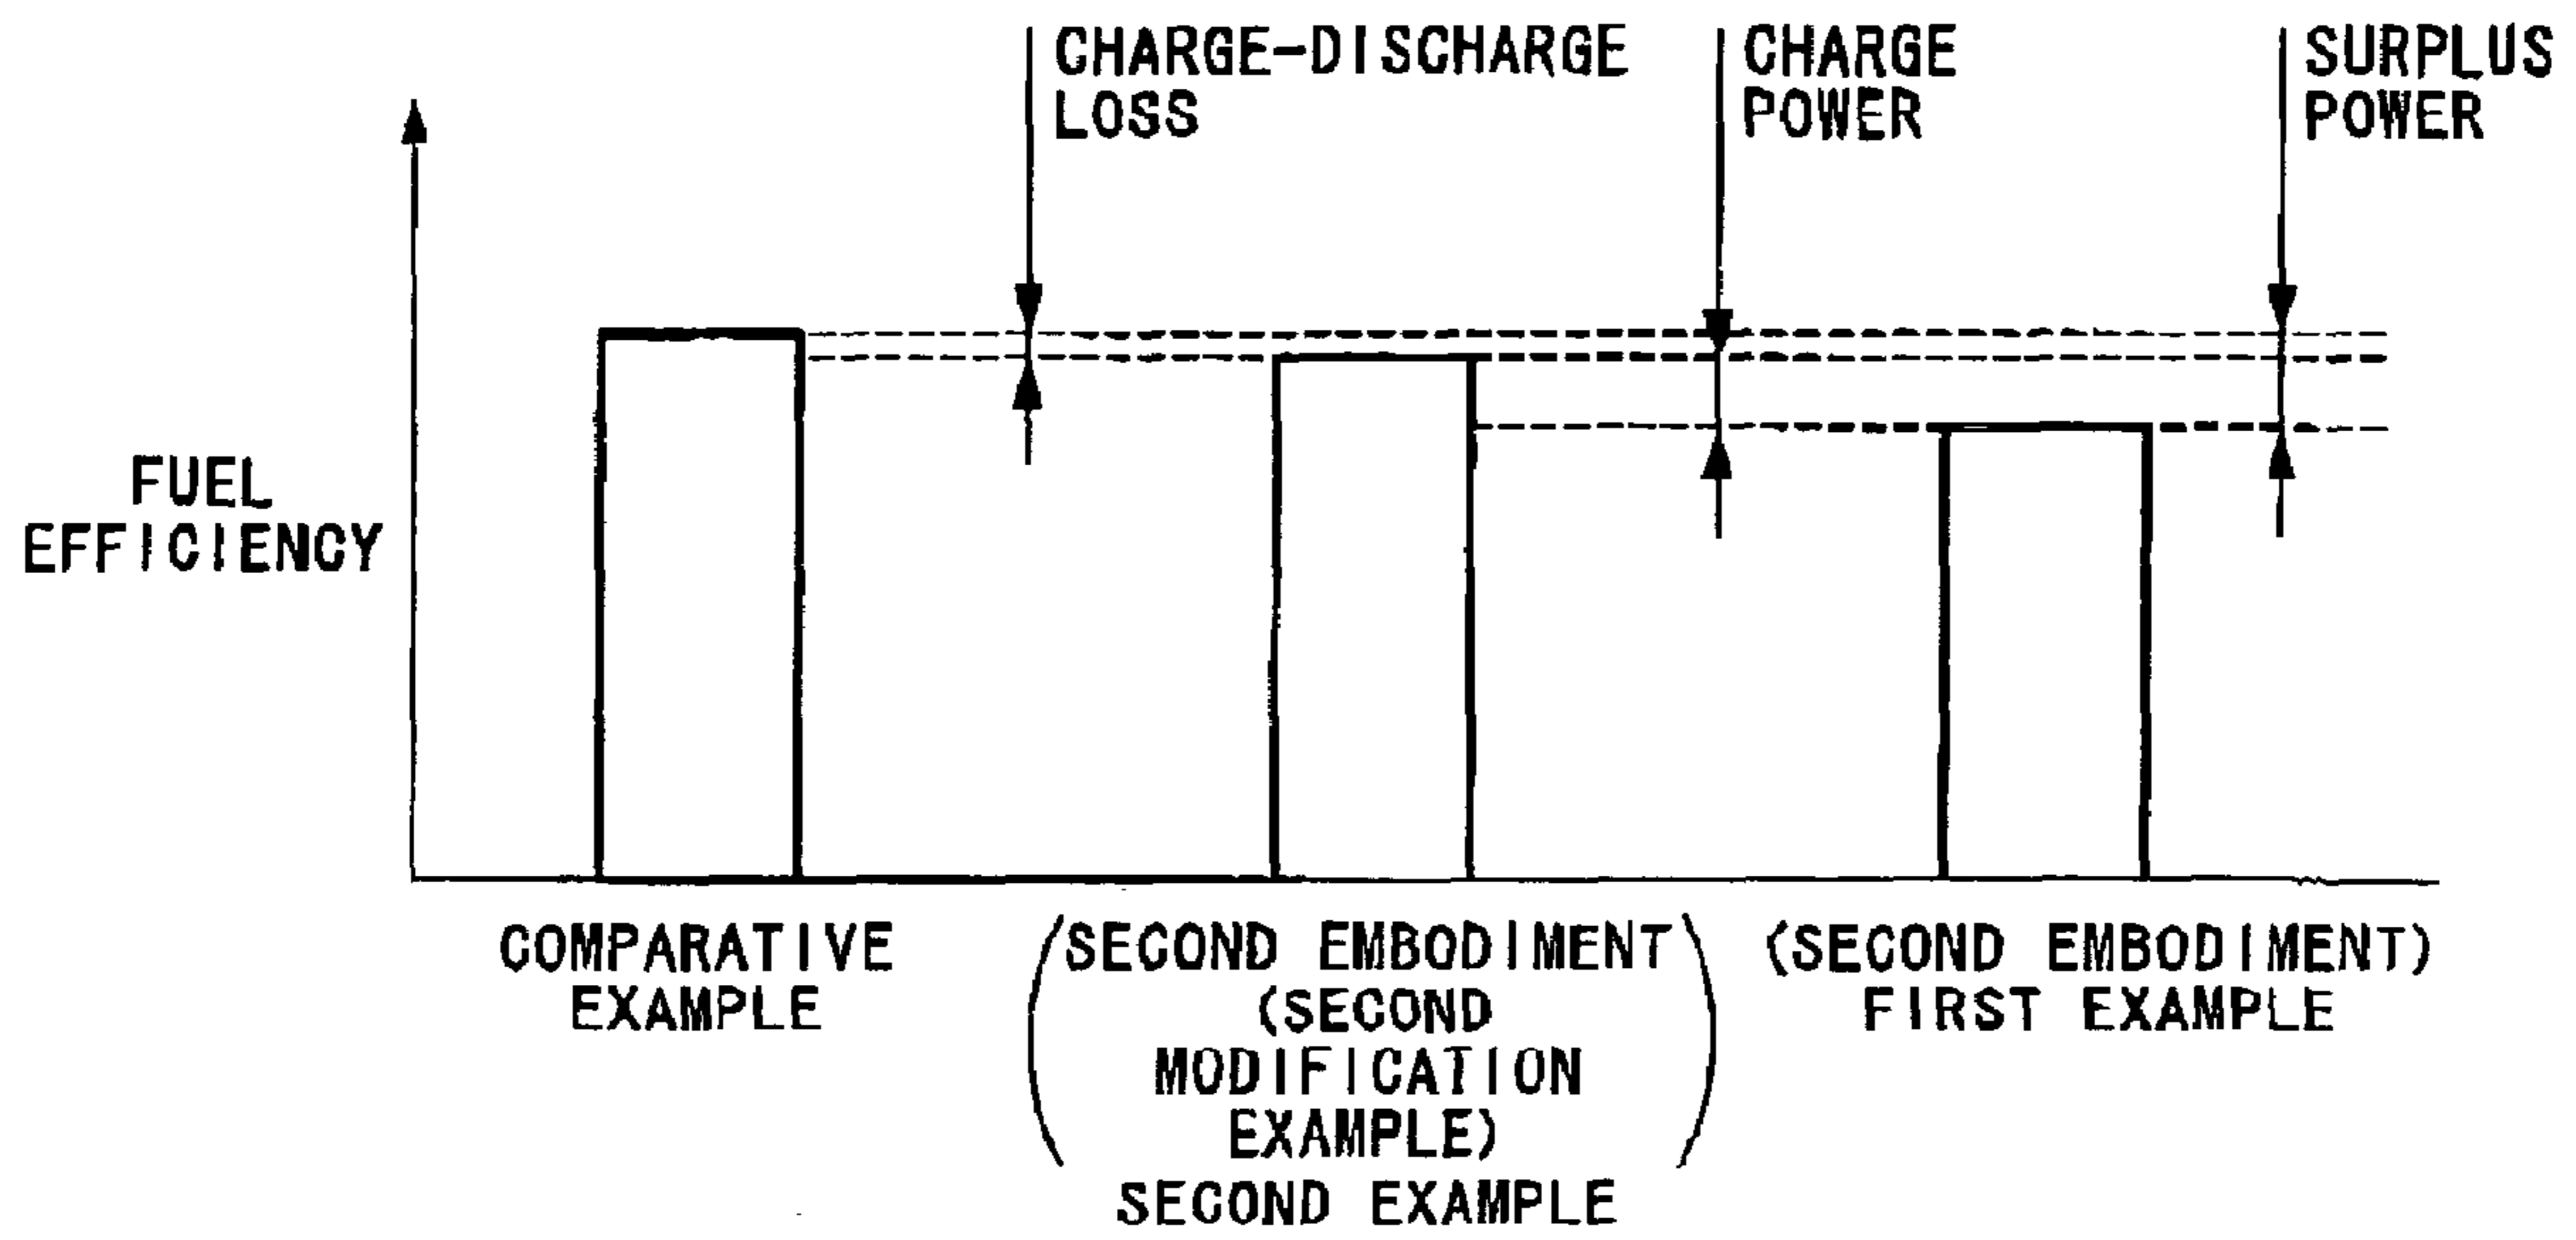 CHARGE-DISCHARGE
LOSS
CHARGE
POWER
SURPLUS
POWER
FUEL
EFFICIENCY
COMPARATIVE
EXAMPLE
(SECOND EMBODIMENT
(SECOND
MODIFICATION
EXAMPLE))
SECOND EXAMPLE
(SECOND EMBODIMENT)
FIRST EXAMPLE